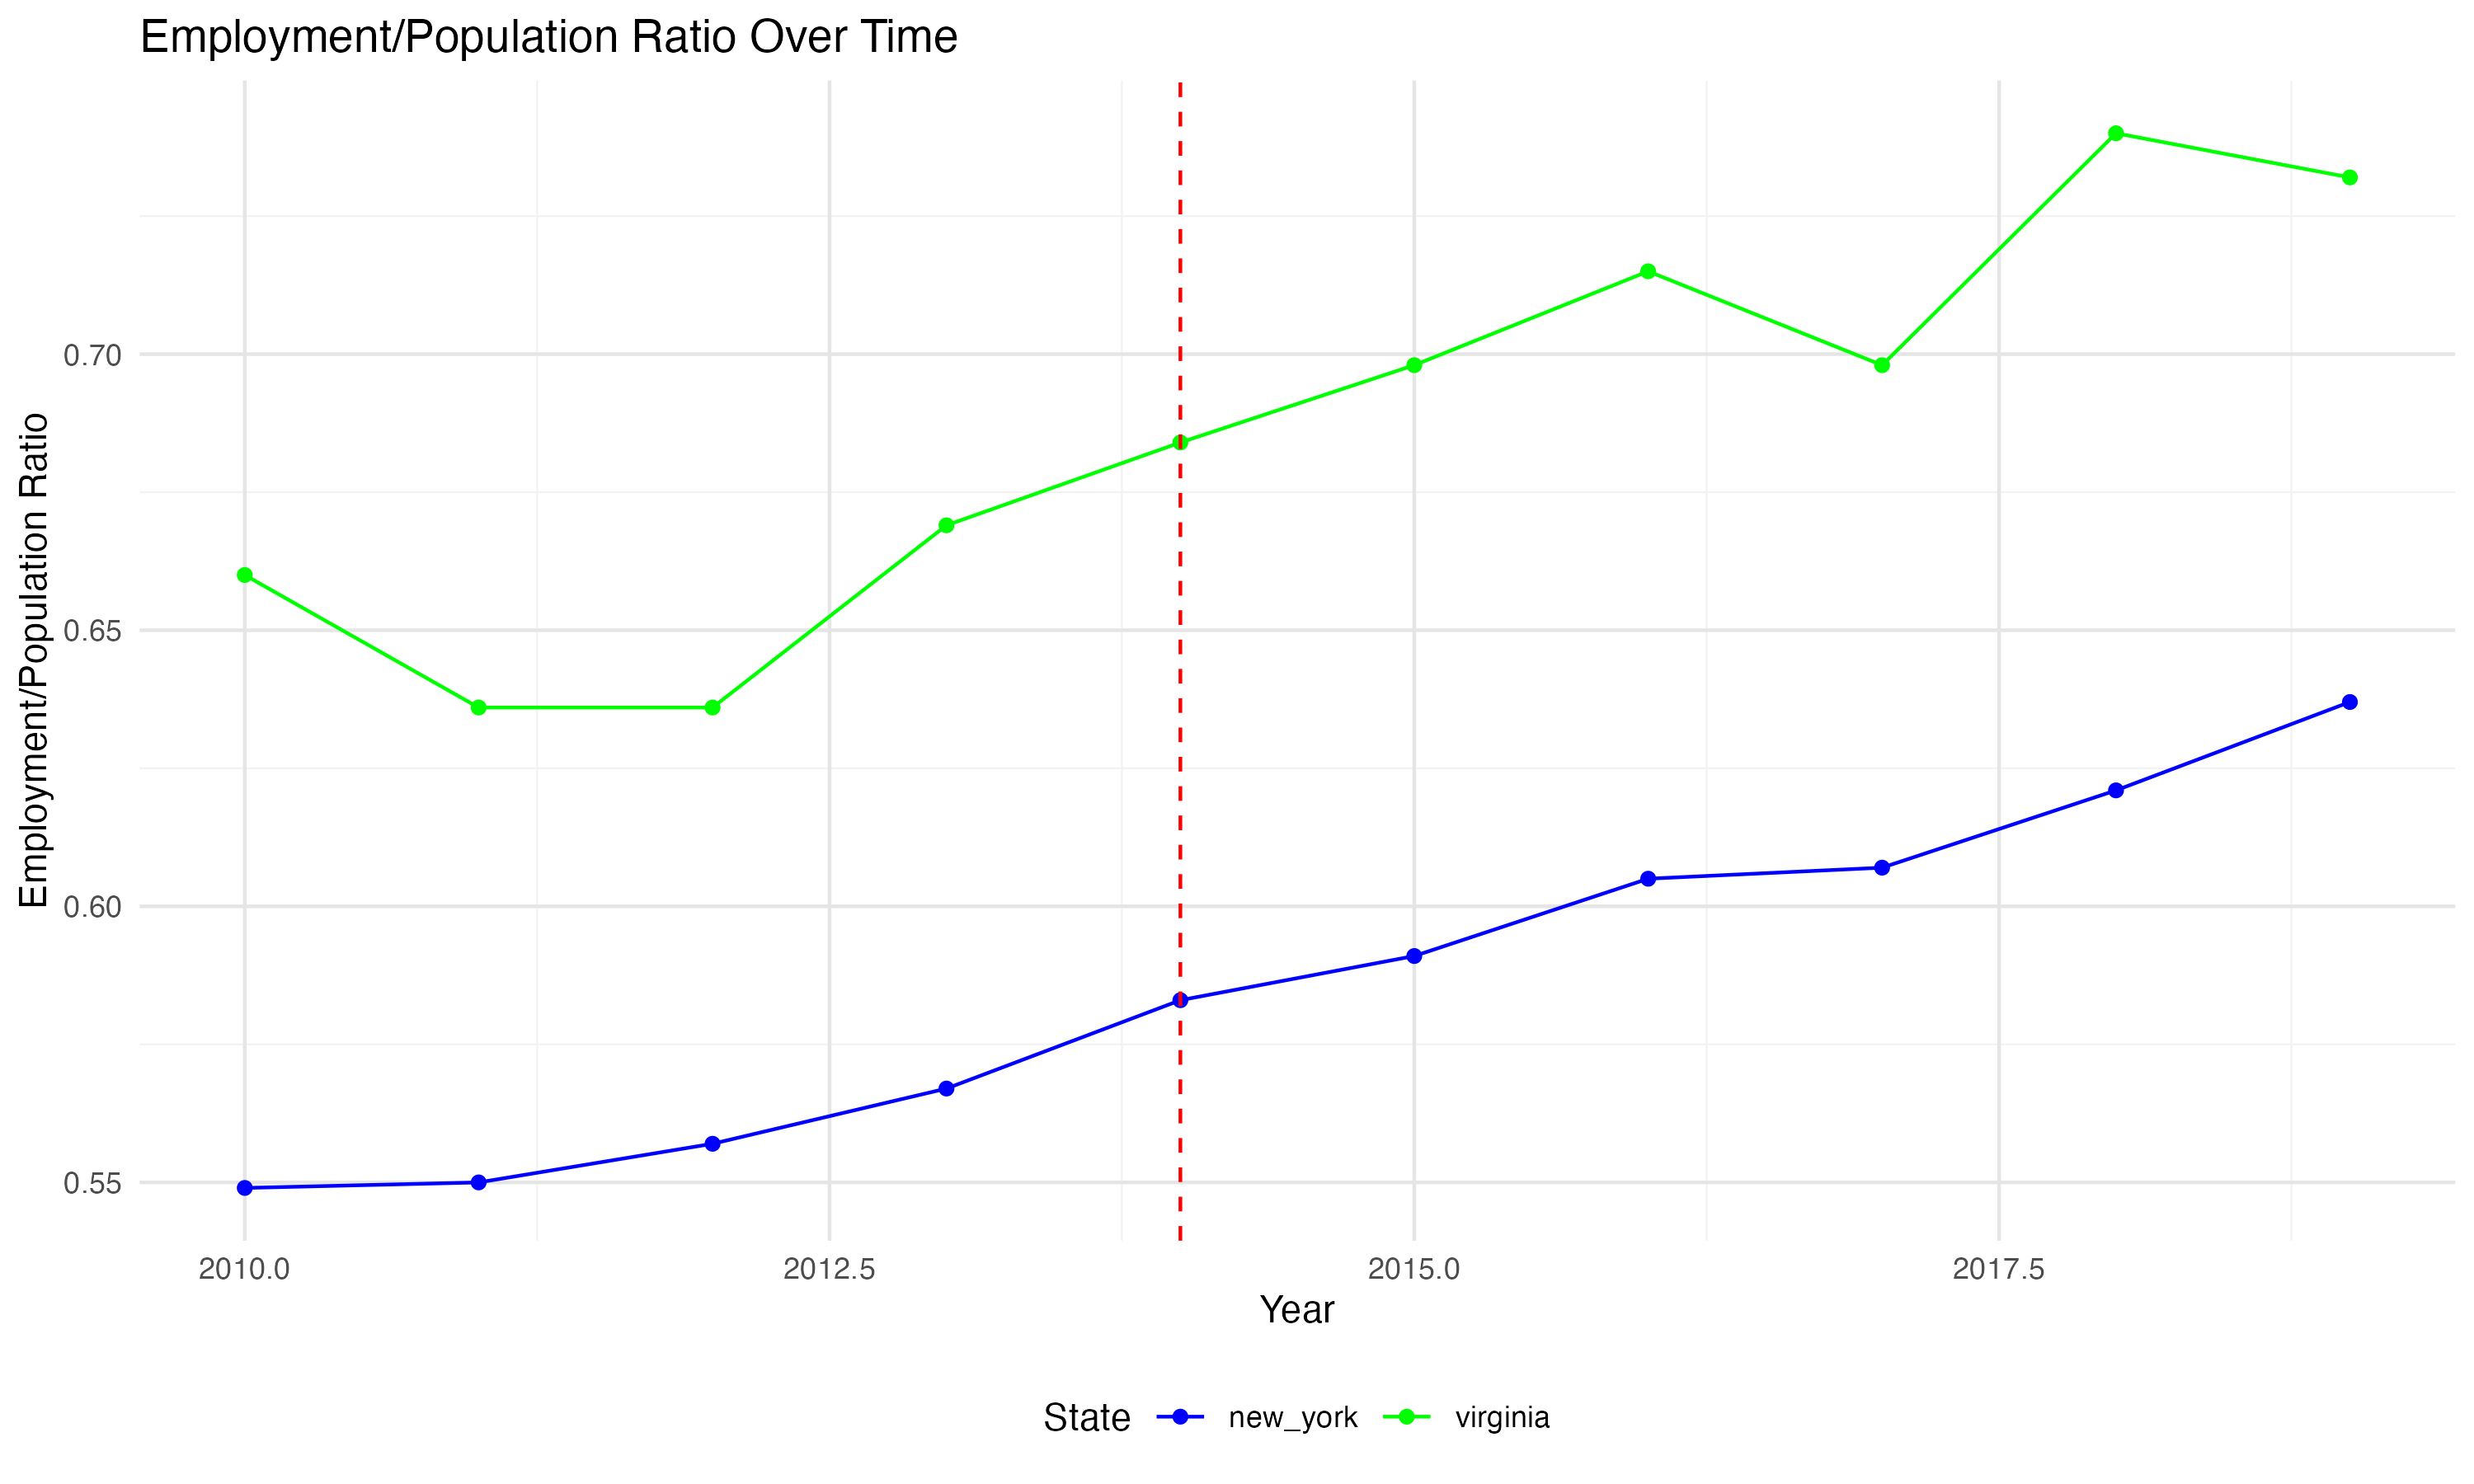 Employment/Population Ratio Over Time
Employment/Population Ratio
0.70
0.65
0.60
0.55
2010.0 2012.5 2015.0 2017.5
Year
State new_york virginia